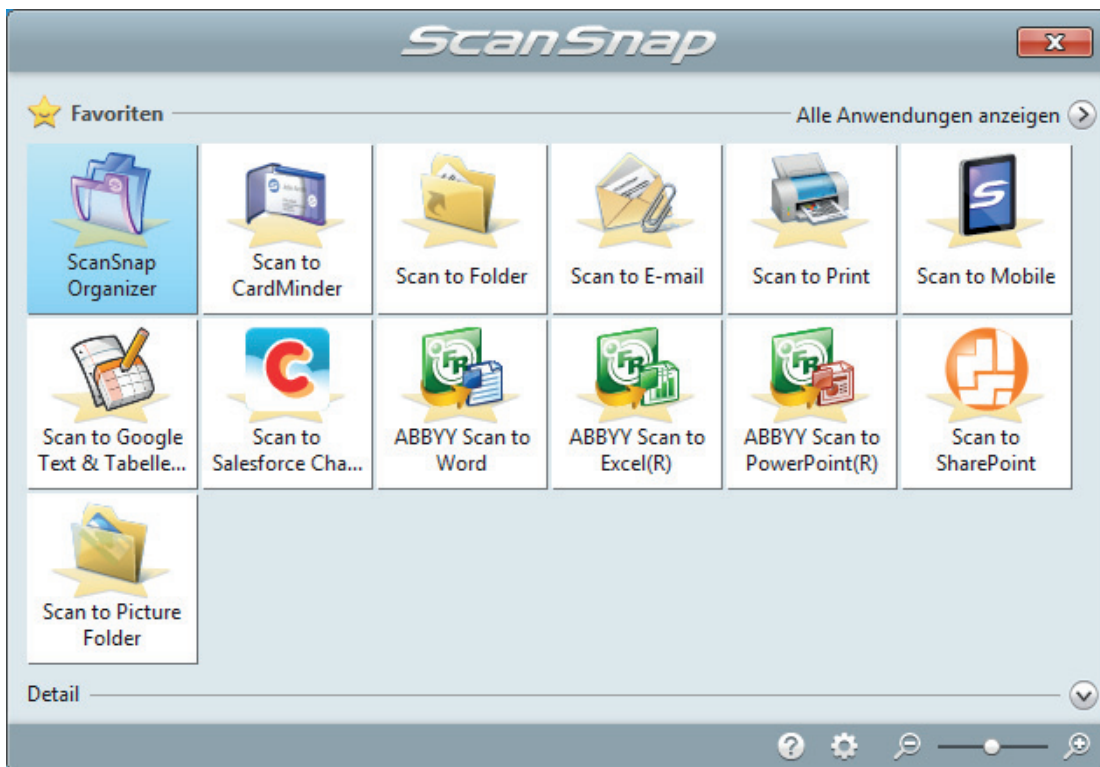 ScanSnap
Favoriten
Alle Anwendungen anzeigen
ScanSnap
Organizer
Scan to
CardMinder
Scan to Folder
Scan to E-mail
Scan to Print
Scan to Mobile
Scan to Google
Text & Tabelle...
Scan to
Salesforce Cha...
ABBYY Scan to
Word
ABBYY Scan to
Excel(R)
ABBYY Scan to
PowerPoint(R)
Scan to
SharePoint
Scan to Picture
Folder
Detail